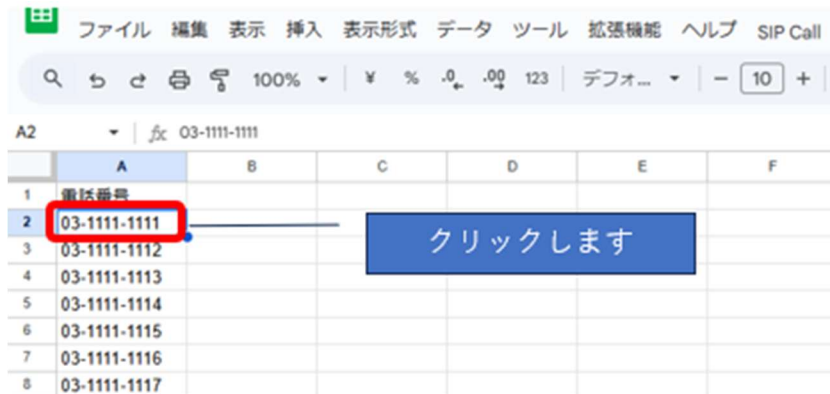 ファイル 編集 表示 挿入 表示形式 データ ツール 拡張機能 ヘルプ SIP Call
100% ¥ % .0 .00 123 デフォ... − 10 +
A2 fx 03-1111-1111
A B C D E F
1 電話番号
2 03-1111-1111
クリックします
3 03-1111-1112
4 03-1111-1113
5 03-1111-1114
6 03-1111-1115
7 03-1111-1116
8 03-1111-1117